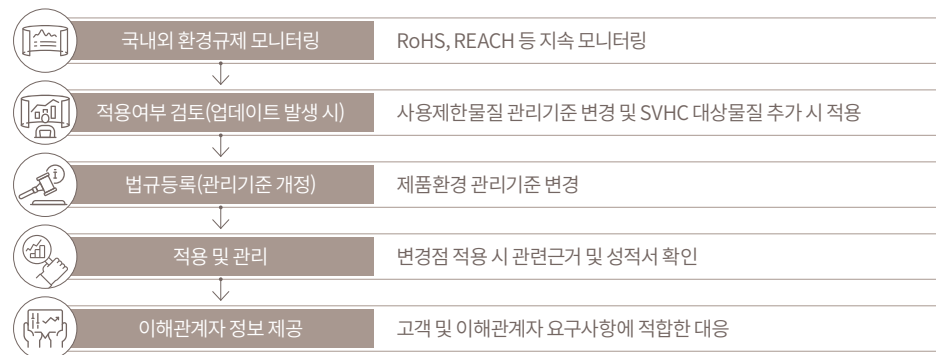 국내외 환경규제 모니터링
RoHS, REACH 등 지속 모니터링
적용여부 검토(업데이트 발생 시)
사용제한물질 관리기준 변경 및 SVHC 대상물질 추가 시 적용
법규등록(관리기준 개정)
제품환경 관리기준 변경
적용 및 관리
변경점 적용 시 관련근거 및 성적서 확인
이해관계자 정보 제공
고객 및 이해관계자 요구사항에 적합한 대응